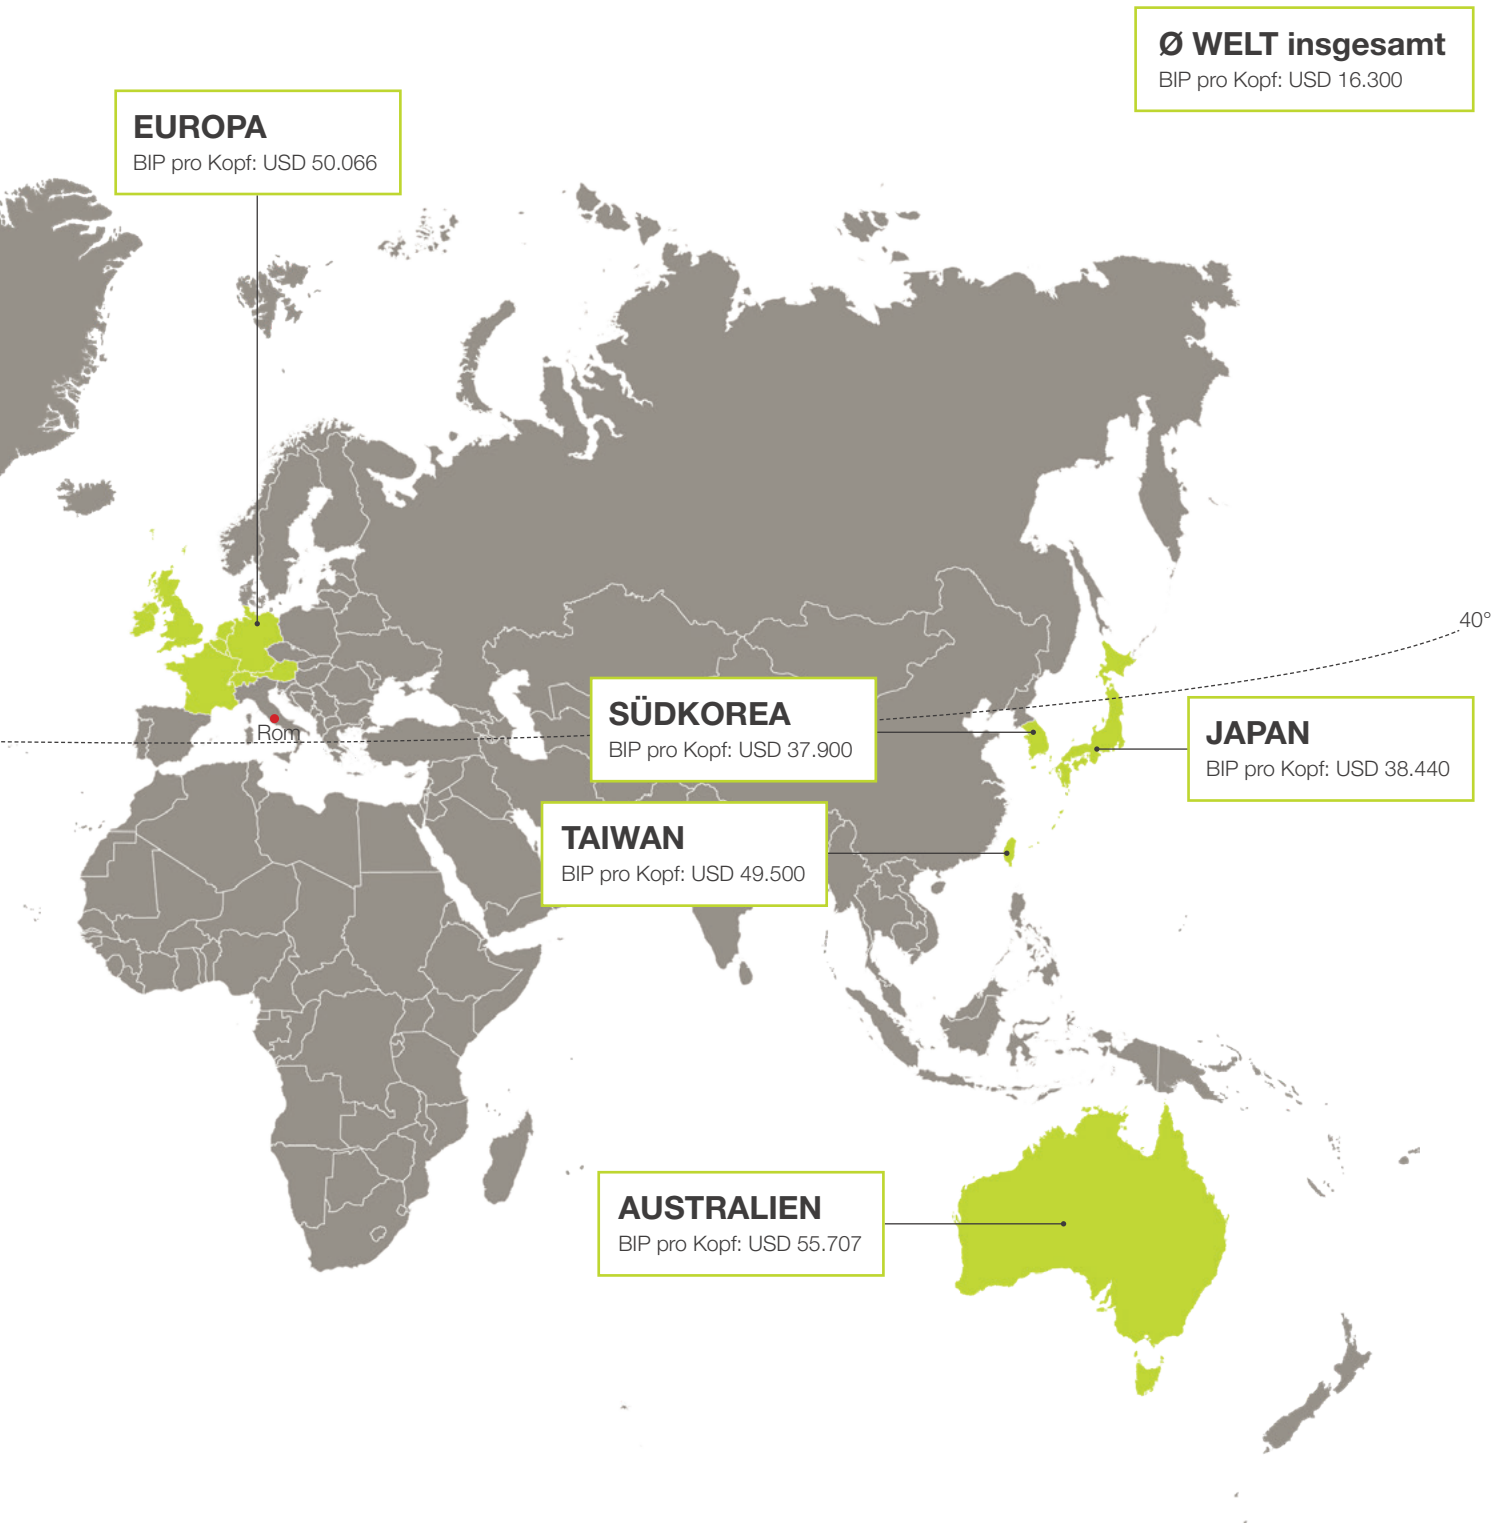 Ø WELT insgesamt
BIP pro Kopf: USD 16.300
EUROPA
BIP pro Kopf: USD 50.066
40°
SÜDKOREA
BIP pro Kopf: USD 37.900
JAPAN
BIP pro Kopf: USD 38.440
Rom
TAIWAN
BIP pro Kopf: USD 49.500
AUSTRALIEN
BIP pro Kopf: USD 55.707